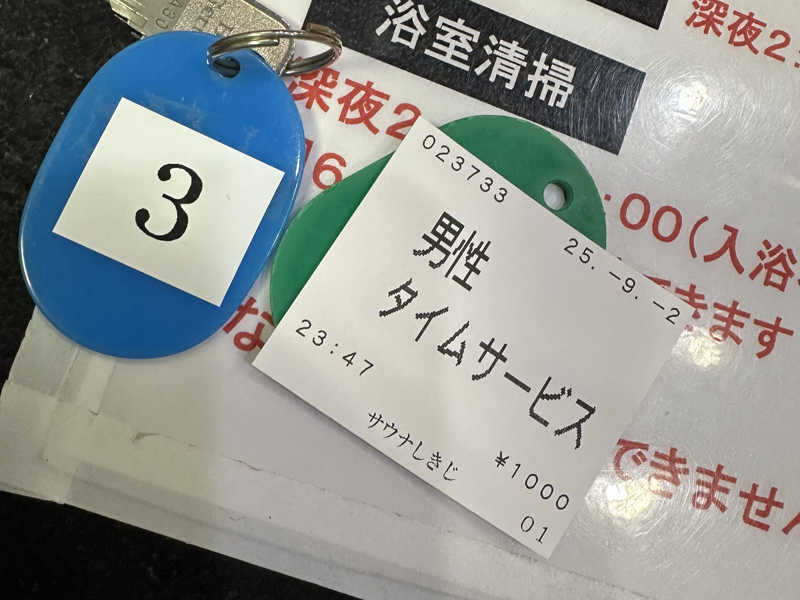 浴室清掃
深夜2
深夜2
16
:00(入浴
きます
な
できません
3
023733
25.-9.-2
男性
タイムサービス
23:47
サウナしきじ
¥1000
01